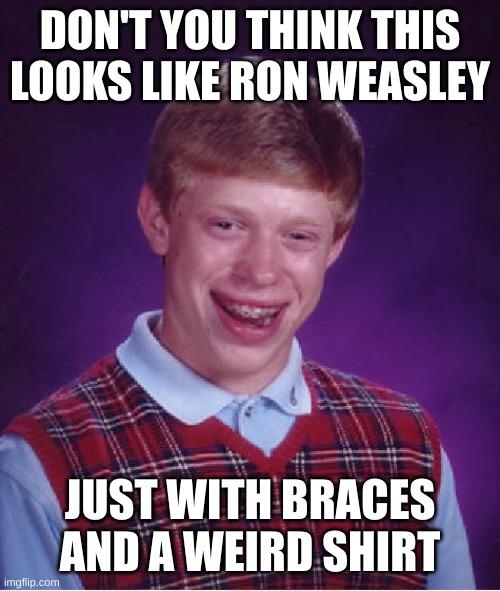 DON'T YOU THINK THIS
LOOKS LIKE RON WEASLEY
JUST WITH BRACES
AND A WEIRD SHIRT
imgflip.com